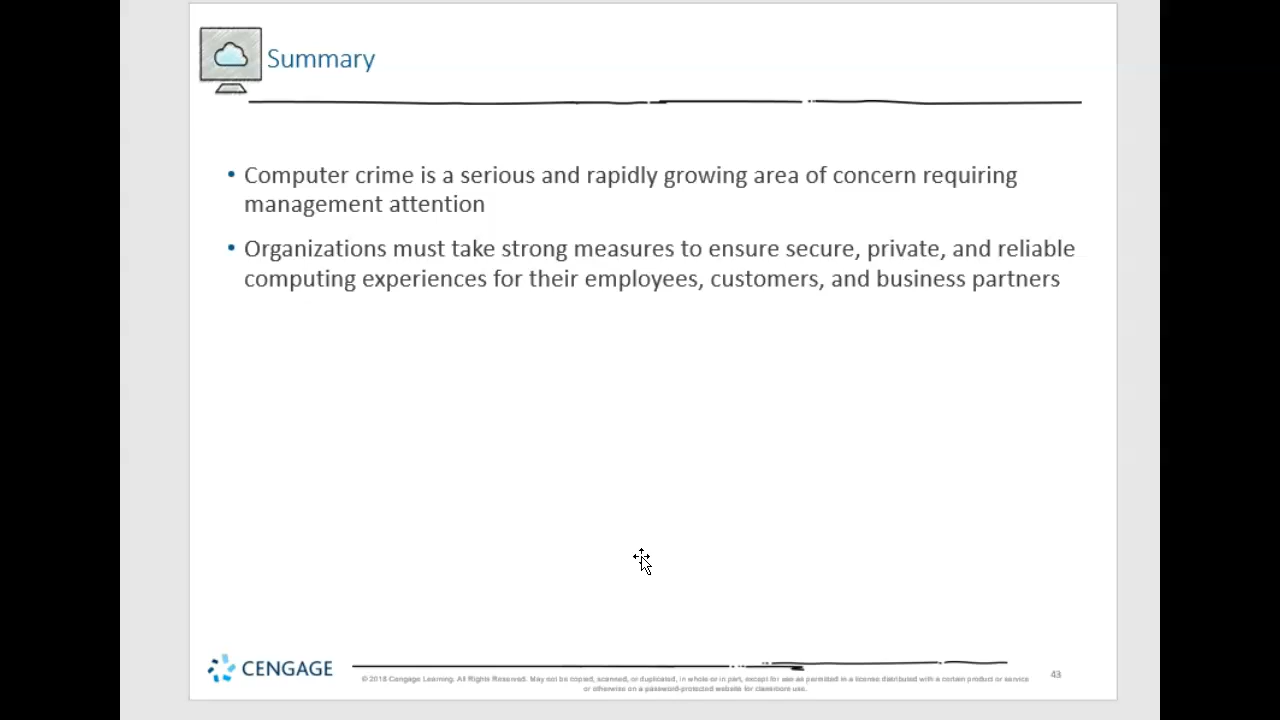 Summary
• Computer crime is a serious and rapidly growing area of concern requiring
management attention
• Organizations must take strong measures to ensure secure, private, and reliable
computing experiences for their employees, customers, and business partners
CENGAGE
© 2018 Cengage Learning. All Rights Reserved. May not be copied, scanned, or duplicated, in whole or in part, except for use as permitted in a license distributed with a certain product or service
or otherwise on a password-protected website for classroom use.
43